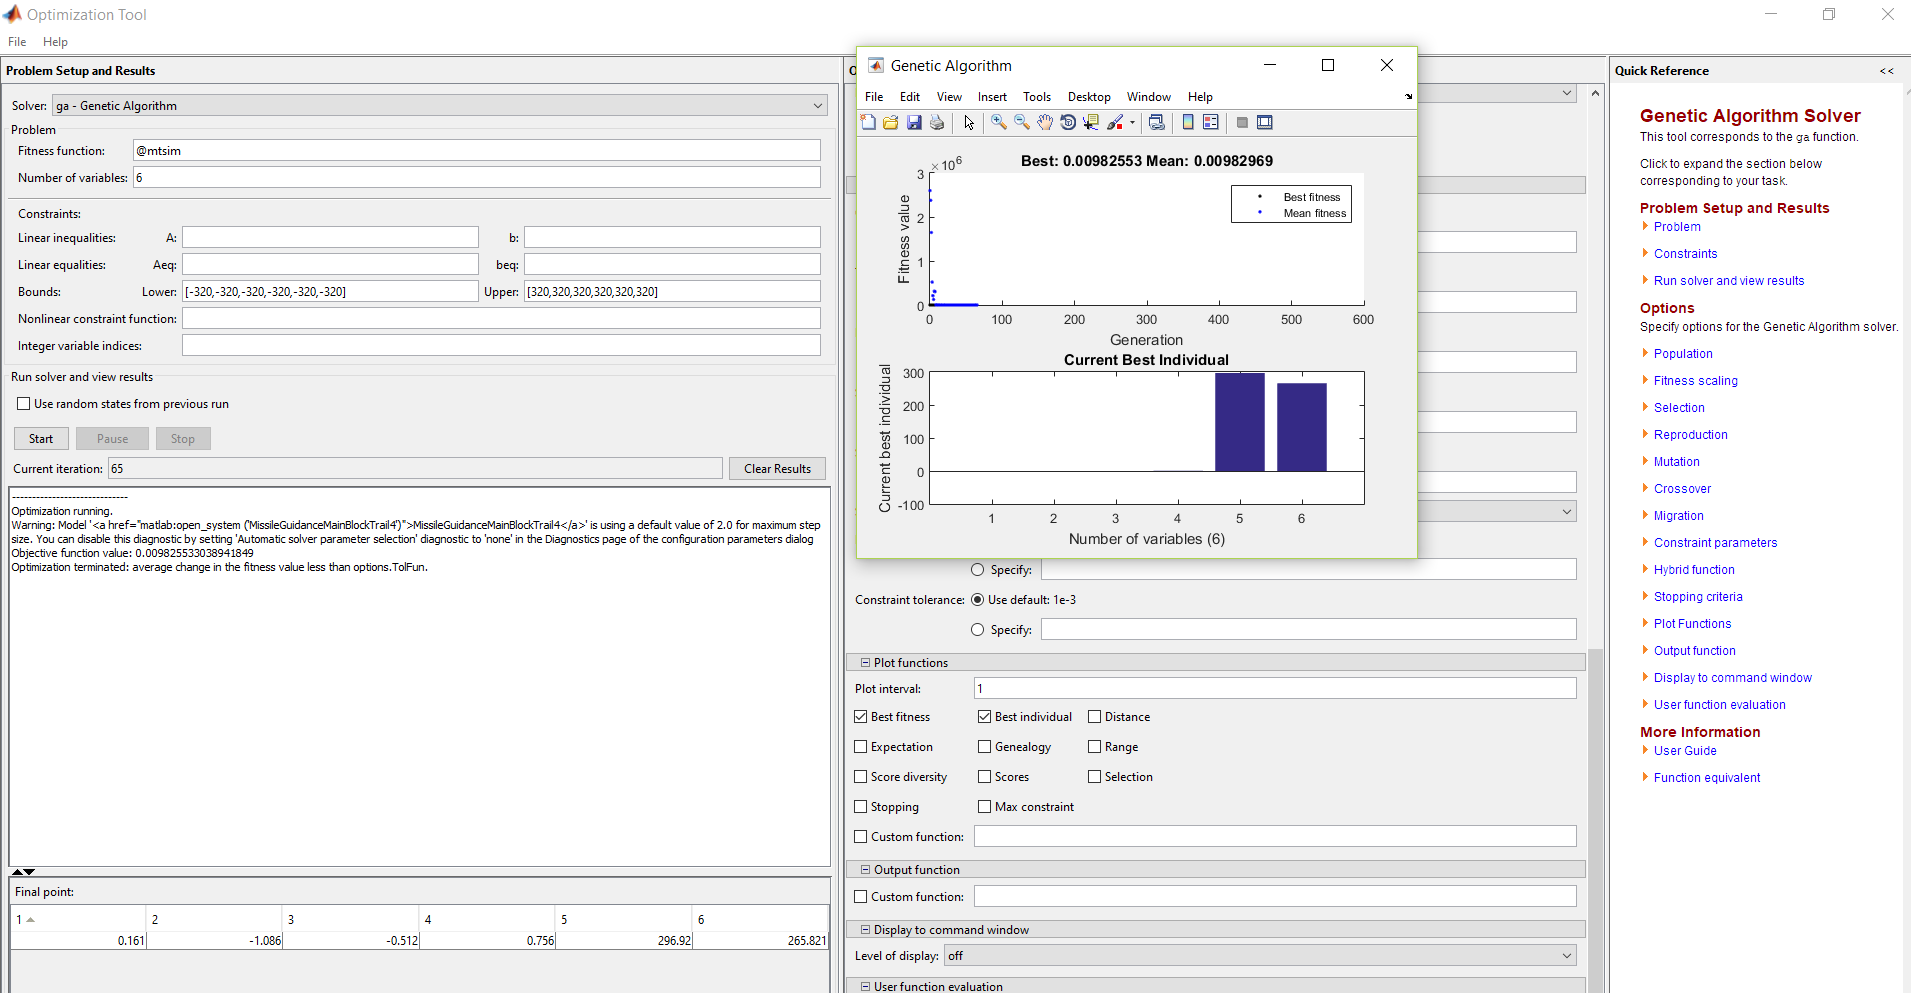 Optimization Tool
File Help
Problem Setup and Results
Solver: ga - Genetic Algorithm
Problem
Fitness function: @mtsim
Number of variables: 6
Constraints:
Linear inequalities: A: b:
Linear equalities: Aeq: beq:
Bounds: Lower: [-320,-320,-320,-320,-320,-320] Upper: [320,320,320,320,320,320]
Nonlinear constraint function:
Integer variable indices:
Run solver and view results
Use random states from previous run
Start Pause Stop
Current iteration: 65 Clear Results
-----------------------------
Optimization running.
Warning: Model '<a href="matlab:open_system ('MissileGuidanceMainBlockTrail4')">MissileGuidanceMainBlockTrail4</a>' is using a default value of 2.0 for maximum step
size. You can disable this diagnostic by setting 'Automatic solver parameter selection' diagnostic to 'none' in the Diagnostics page of the configuration parameters dialog
Objective function value: 0.009825533038941849
Optimization terminated: average change in the fitness value less than options.TolFun.
Final point:
1 2 3 4 5 6
0.161 -1.086 -0.512 0.756 296.92 265.821
Genetic Algorithm
File Edit View Insert Tools Desktop Window Help
Best: 0.00982553 Mean: 0.00982969
×10^6
Fitness value
3
2
1
0
Best fitness
Mean fitness
0 100 200 300 400 500 600
Generation
Current Best Individual
Current best individual
300
200
100
0
-100
1 2 3 4 5 6
Number of variables (6)
Specify:
Constraint tolerance: Use default: 1e-3
Specify:
Plot functions
Plot interval: 1
Best fitness Best individual Distance
Expectation Genealogy Range
Score diversity Scores Selection
Stopping Max constraint
Custom function:
Output function
Custom function:
Display to command window
Level of display: off
User function evaluation
Quick Reference <<
Genetic Algorithm Solver
This tool corresponds to the ga function.
Click to expand the section below
corresponding to your task.
Problem Setup and Results
Problem
Constraints
Run solver and view results
Options
Specify options for the Genetic Algorithm solver.
Population
Fitness scaling
Selection
Reproduction
Mutation
Crossover
Migration
Constraint parameters
Hybrid function
Stopping criteria
Plot Functions
Output function
Display to command window
User function evaluation
More Information
User Guide
Function equivalent